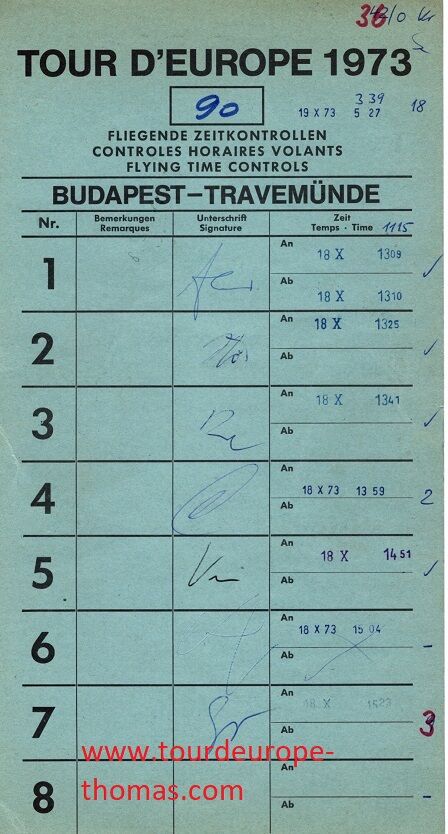 36
TOUR D'EUROPE 1973
90
3 39
19 X 73 5 27
18
FLIEGENDE ZEITKONTROLLEN
CONTROLES HORAIRES VOLANTS
FLYING TIME CONTROLS
BUDAPEST–TRAVEMÜNDE
Nr.
Bemerkungen
Remarques
Unterschrift
Signature
Zeit
Temps · Time
1115
1
An
18 X 1309
Ab
18 X 1310
2
An
18 X 1325
Ab
3
An
18 X 1341
Ab
4
An
18 X 73 13 59
Ab
2
5
An
18 X 1451
Ab
6
An
18 X 73 15 04
Ab
7
An
18 X 1523
Ab
3
8
An
Ab
www.tourdeurope-
thomas.com